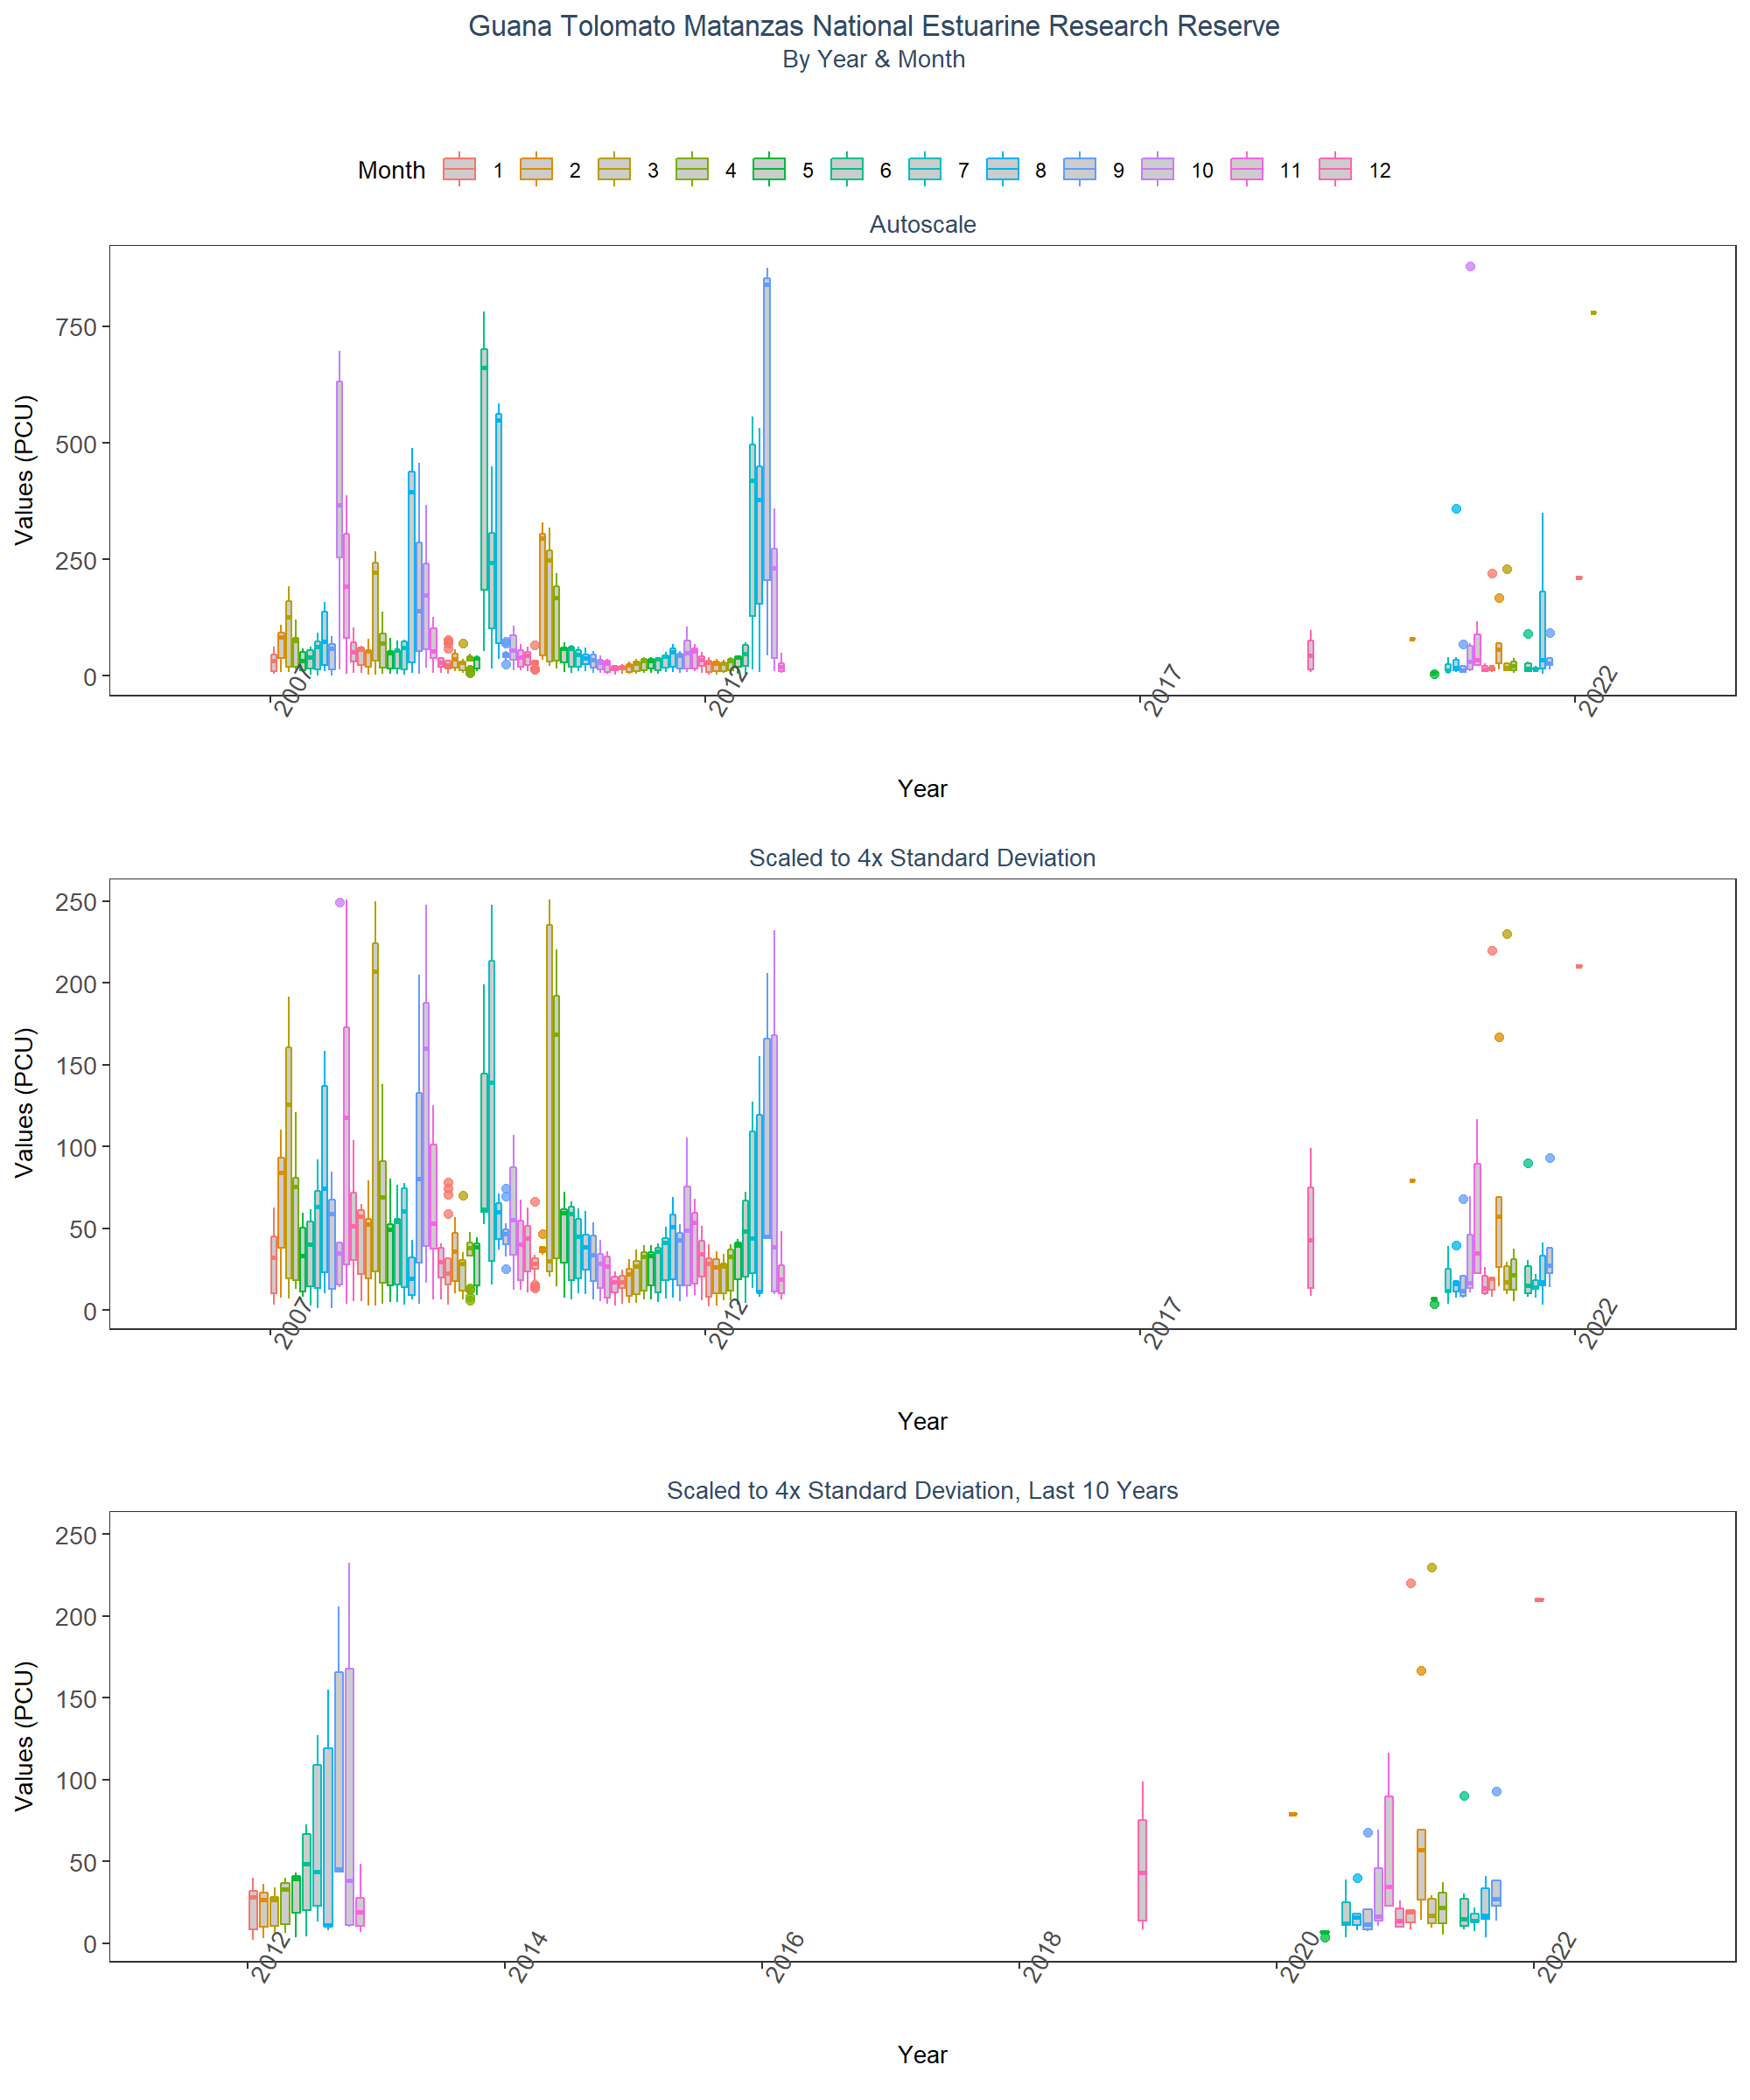 Guana Tolomato Matanzas National Estuarine Research Reserve
By Year & Month
Month 1 2 3 4 5 6 7 8 9 10 11 12
Autoscale
Values (PCU)
750
500
250
0
2007 2012 2017 2022
Year
Scaled to 4x Standard Deviation
Values (PCU)
250
200
150
100
50
0
2007 2012 2017 2022
Year
Scaled to 4x Standard Deviation, Last 10 Years
Values (PCU)
250
200
150
100
50
0
2012 2014 2016 2018 2020 2022
Year